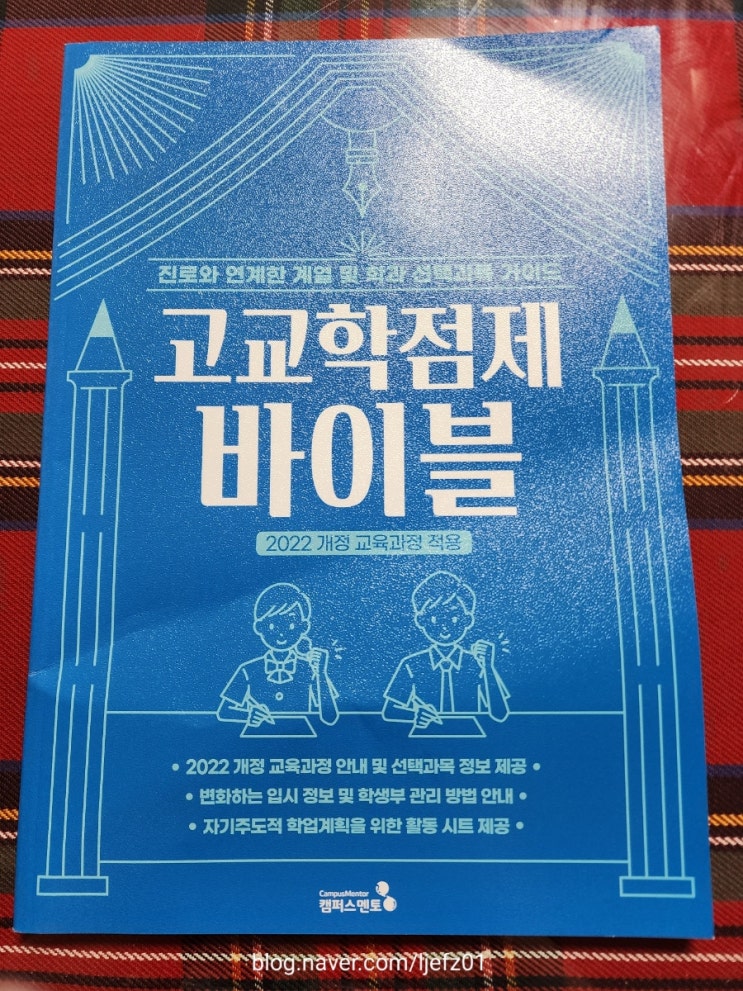 진로와 연계한 계열 및 학과 선택과목 가이드
고교학점제
바이블
2022 개정 교육과정 적용
• 2022 개정 교육과정 안내 및 선택과목 정보 제공 •
• 변화하는 입시 정보 및 학생부 관리 방법 안내 •
• 자기주도적 학업계획을 위한 활동 시트 제공 •
CampusMentor
캠퍼스멘토
blog.naver.com/ljef201